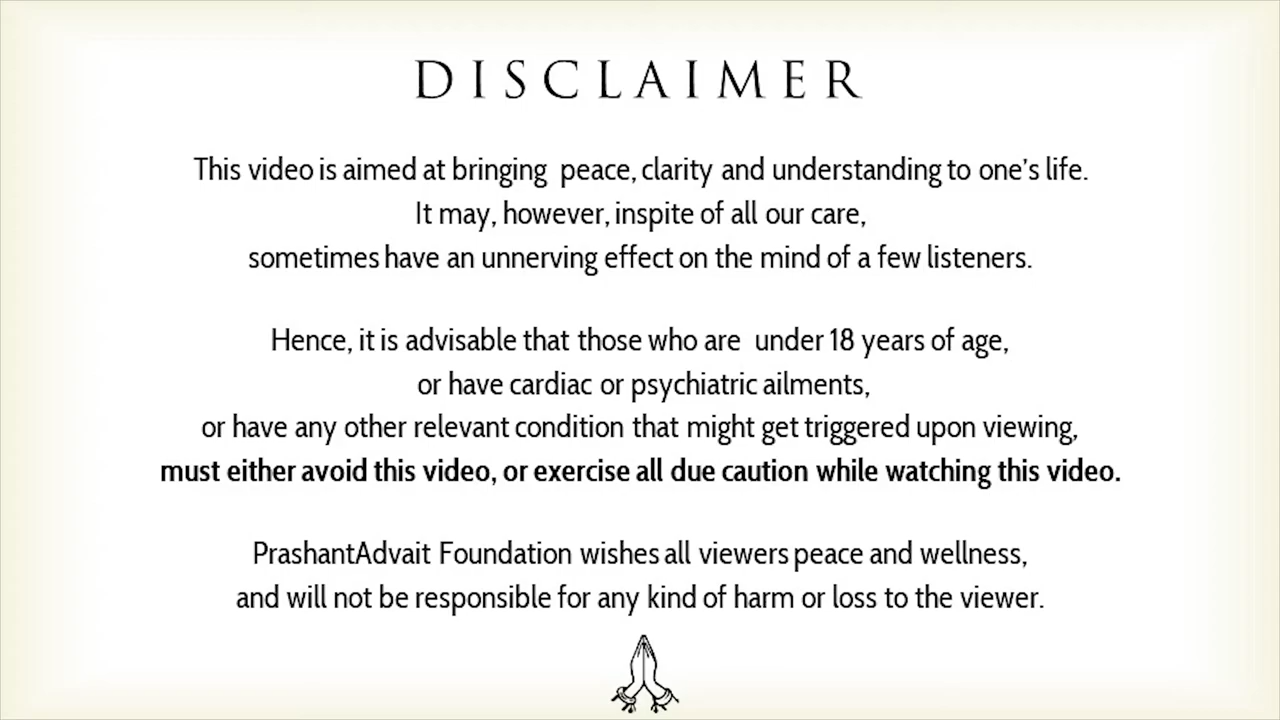 DISCLAIMER
This video is aimed at bringing peace, clarity and understanding to one's life.
It may, however, inspite of all our care,
sometimes have an unnerving effect on the mind of a few listeners.
Hence, it is advisable that those who are under 18 years of age,
or have cardiac or psychiatric ailments,
or have any other relevant condition that might get triggered upon viewing,
must either avoid this video, or exercise all due caution while watching this video.
PrashantAdvait Foundation wishes all viewers peace and wellness,
and will not be responsible for any kind of harm or loss to the viewer.